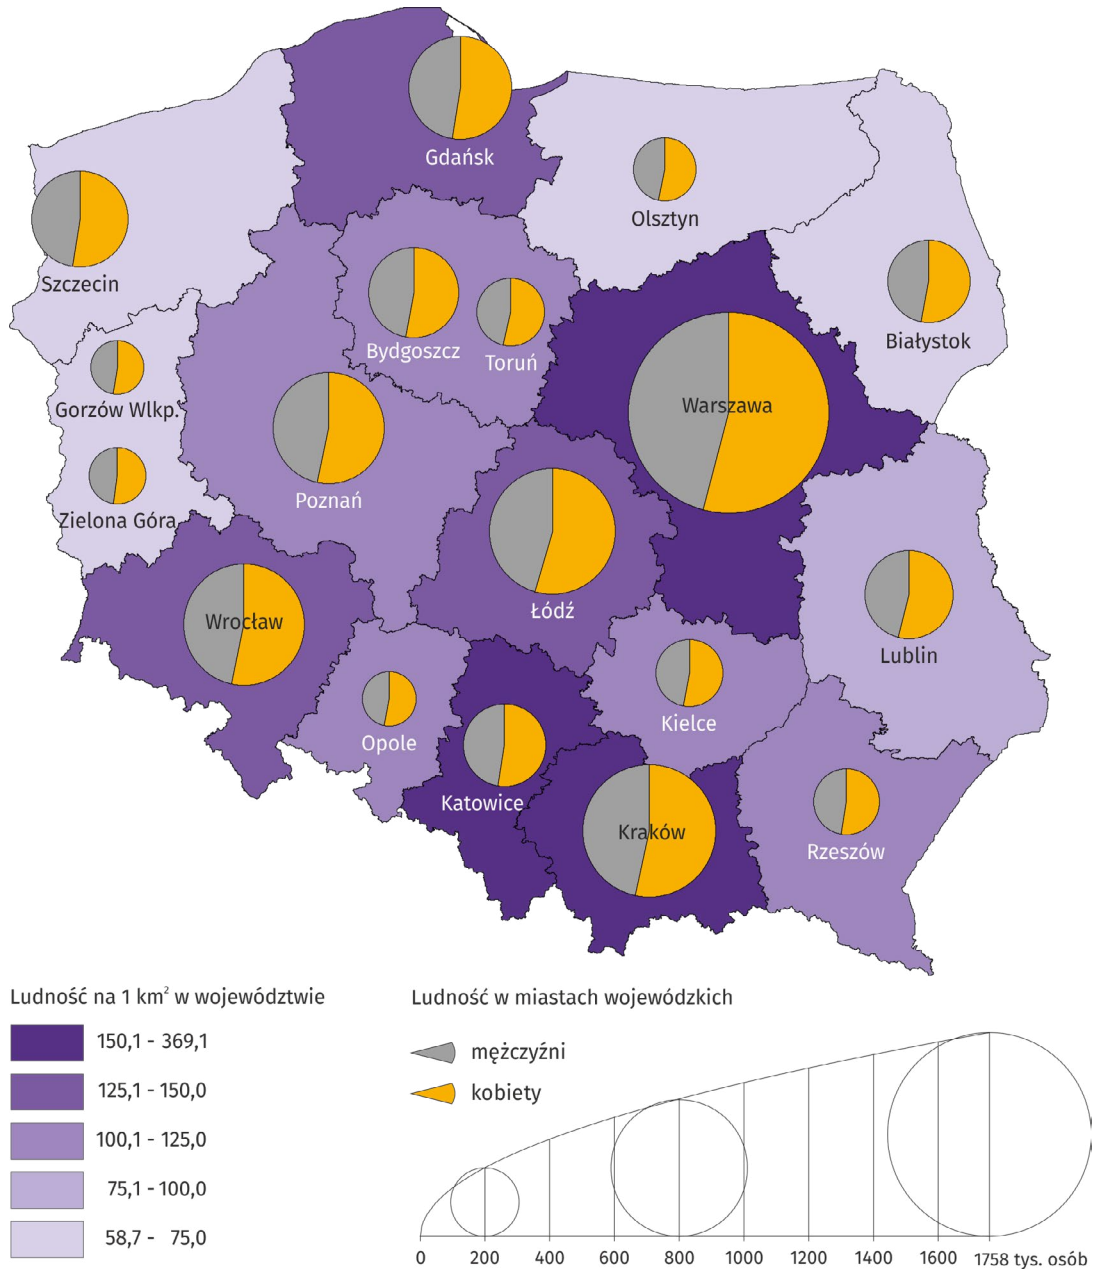 Gdańsk
Olsztyn
Szczecin
Białystok
Bydgoszcz
Toruń
Gorzów Wlkp.
Warszawa
Poznań
Zielona Góra
Łódź
Wrocław
Lublin
Kielce
Opole
Katowice
Kraków
Rzeszów
Ludność na 1 km² w województwie
150,1 - 369,1
125,1 - 150,0
100,1 - 125,0
75,1 - 100,0
58,7 - 75,0
Ludność w miastach wojewódzkich
mężczyźni
kobiety
0 200 400 600 800 1000 1200 1400 1600 1758 tys. osób